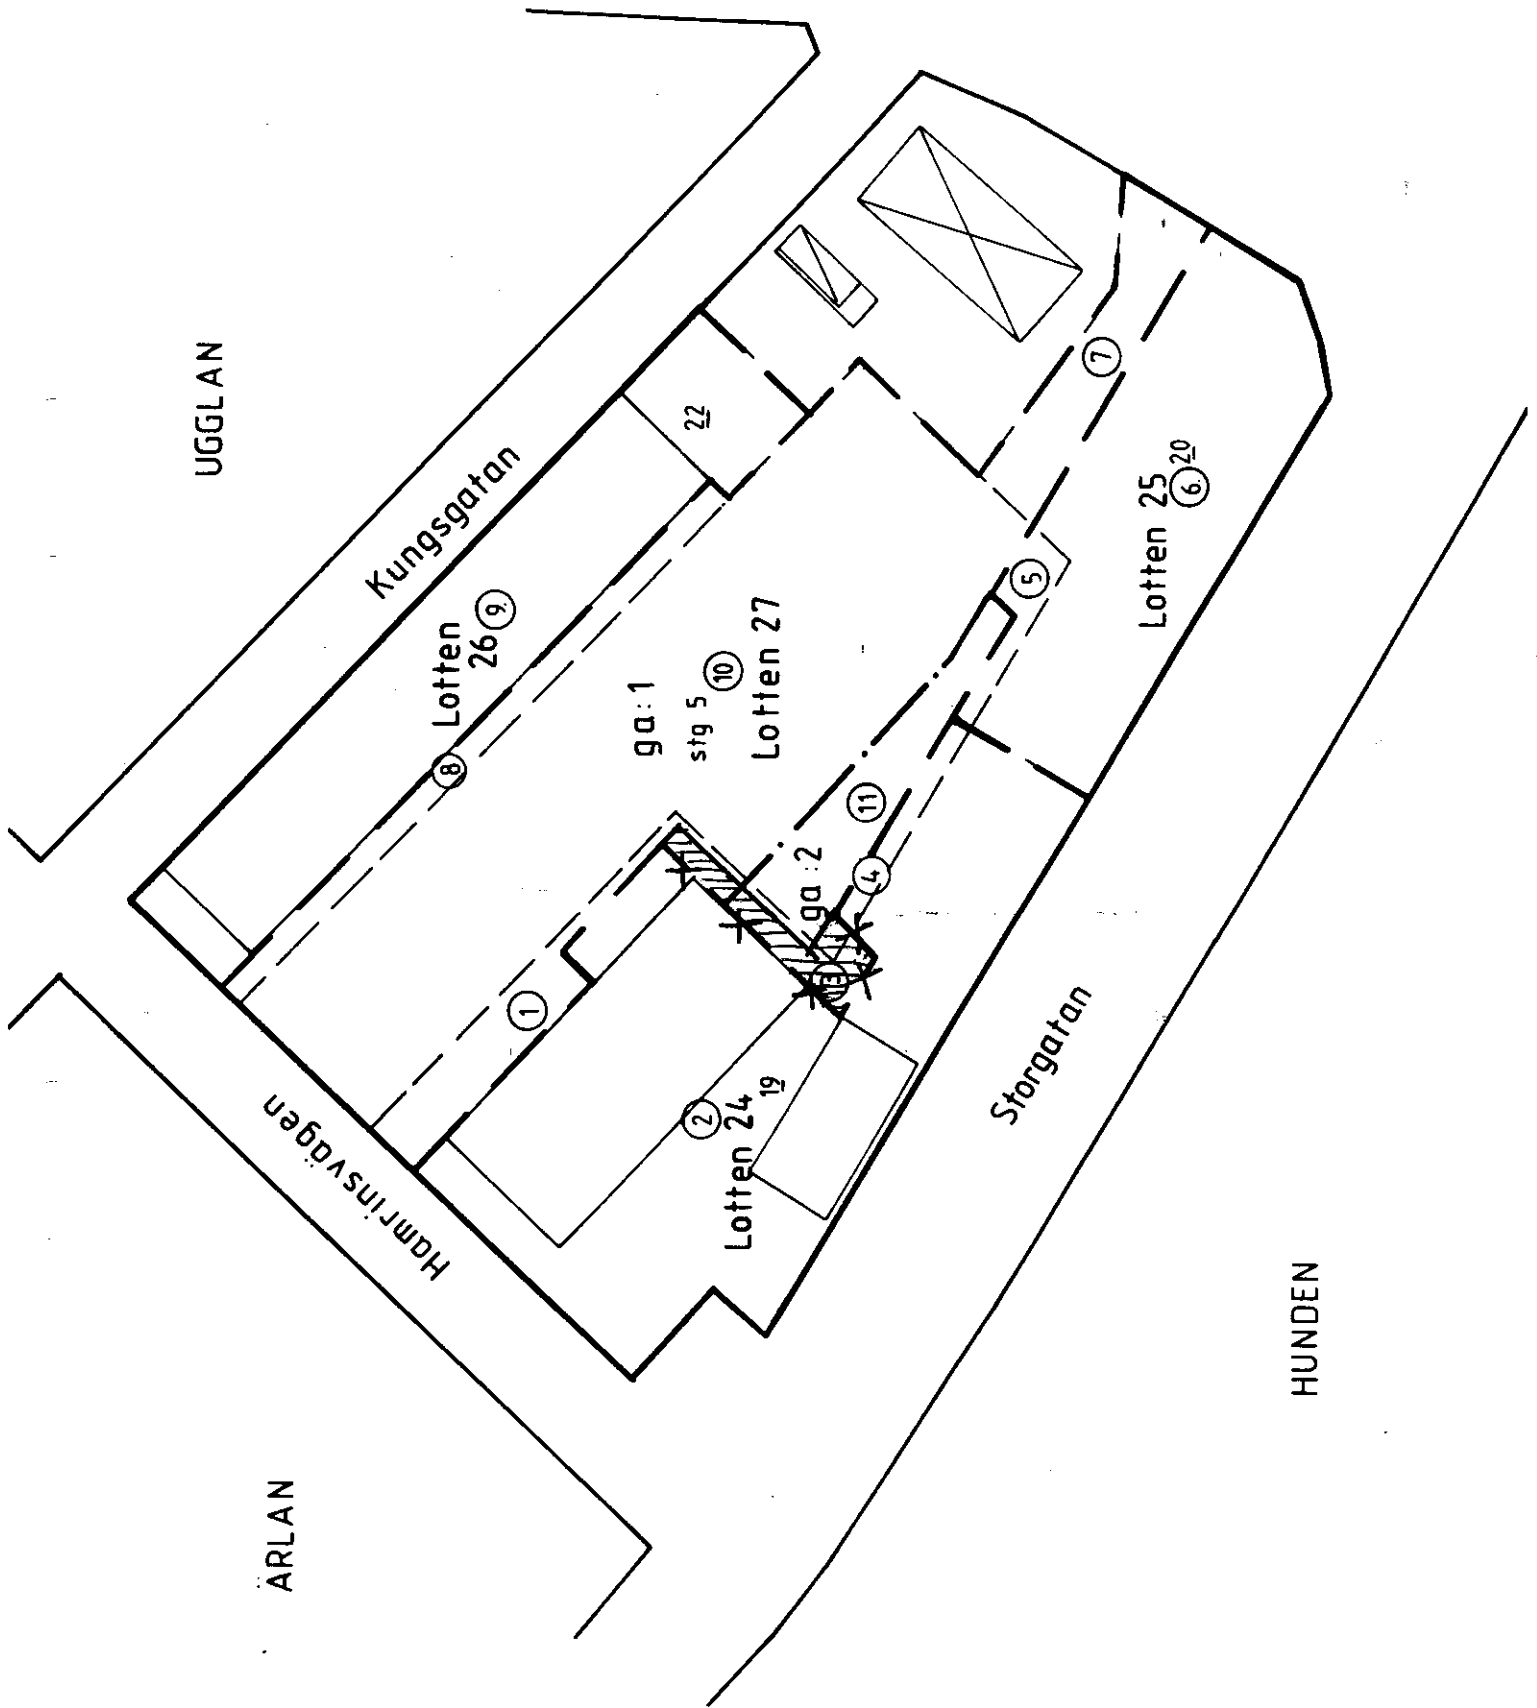 UGGLAN
Kungsgatan
22
7
Lotten
26 9.
8
ga:1
stg 5 10
Lotten 27
5
Lotten 25
6. 20
11
4
ga:2
13
1
Hamrinsvägen
2
Lotten 24
19
Storgatan
ÄRLAN
HUNDEN